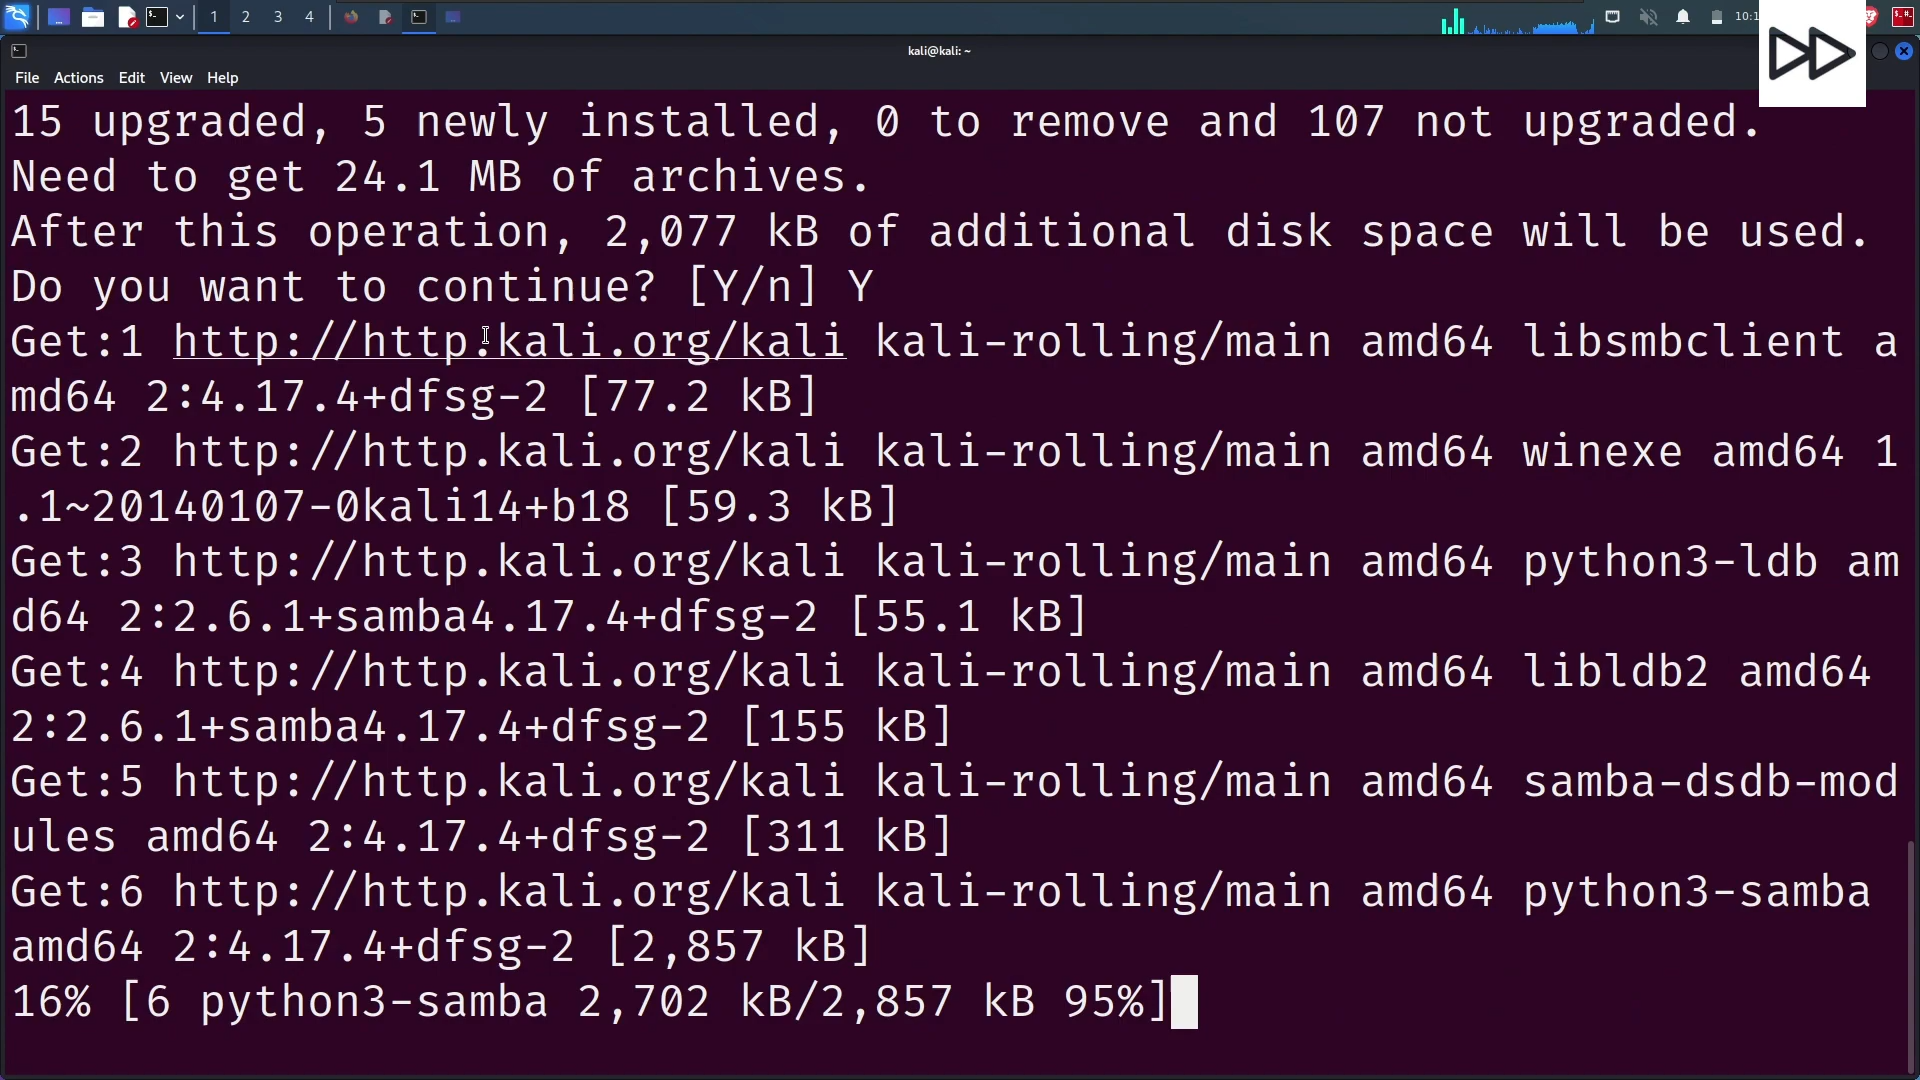 1 2 3 4
10:1
kali@kali: ~
File Actions Edit View Help
15 upgraded, 5 newly installed, 0 to remove and 107 not upgraded.
Need to get 24.1 MB of archives.
After this operation, 2,077 kB of additional disk space will be used.
Do you want to continue? [Y/n] Y
Get:1 http://http.kali.org/kali kali-rolling/main amd64 libsmbclient a
md64 2:4.17.4+dfsg-2 [77.2 kB]
Get:2 http://http.kali.org/kali kali-rolling/main amd64 winexe amd64 1
.1~20140107-0kali14+b18 [59.3 kB]
Get:3 http://http.kali.org/kali kali-rolling/main amd64 python3-ldb am
d64 2:2.6.1+samba4.17.4+dfsg-2 [55.1 kB]
Get:4 http://http.kali.org/kali kali-rolling/main amd64 libldb2 amd64
2:2.6.1+samba4.17.4+dfsg-2 [155 kB]
Get:5 http://http.kali.org/kali kali-rolling/main amd64 samba-dsdb-mod
ules amd64 2:4.17.4+dfsg-2 [311 kB]
Get:6 http://http.kali.org/kali kali-rolling/main amd64 python3-samba
amd64 2:4.17.4+dfsg-2 [2,857 kB]
16% [6 python3-samba 2,702 kB/2,857 kB 95%]